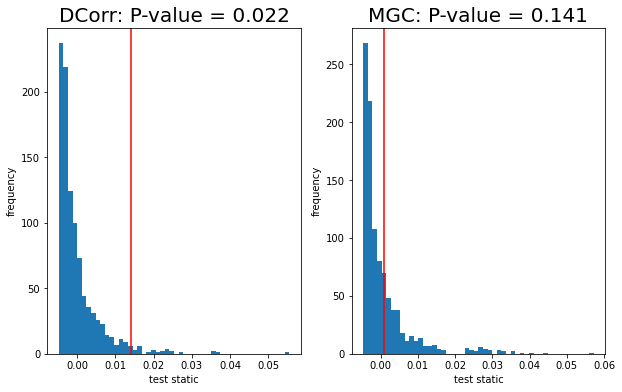 DCorr: P-value = 0.022
frequency
200
150
100
50
0
0.00 0.01 0.02 0.03 0.04 0.05
test static
MGC: P-value = 0.141
frequency
250
200
150
100
50
0
0.00 0.01 0.02 0.03 0.04 0.05 0.06
test static